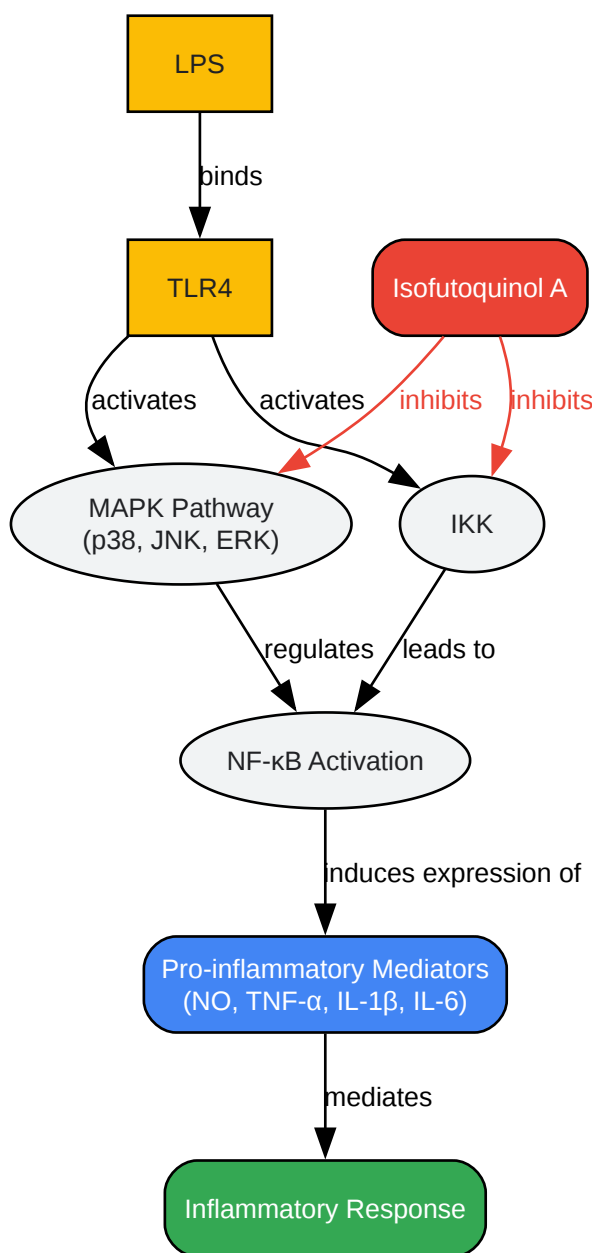 LPS
binds
TLR4
Isofutoquinol A
activates
activates
inhibits
inhibits
MAPK Pathway
(p38, JNK, ERK)
IKK
regulates
leads to
NF-κB Activation
induces expression of
Pro-inflammatory Mediators
(NO, TNF-α, IL-1β, IL-6)
mediates
Inflammatory Response